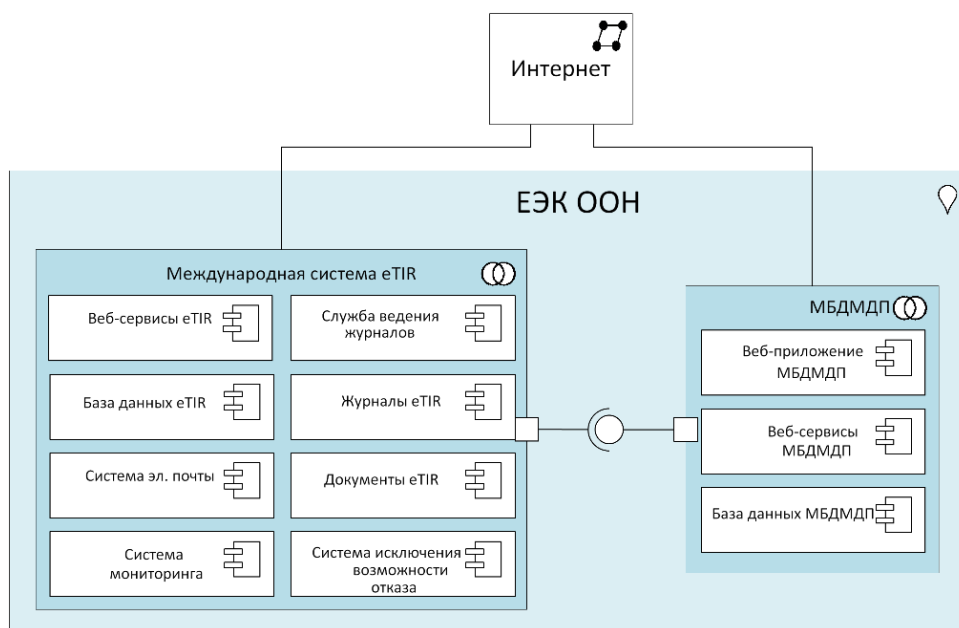 Интернет
ЕЭК ООН
Международная система eTIR
Веб-сервисы eTIR
Служба ведения
журналов
База данных eTIR
Журналы eTIR
Система эл. почты
Документы eTIR
Система
мониторинга
Система исключения
возможности
отказа
МБДМДП
Веб-приложение
МБДМДП
Веб-сервисы
МБДМДП
База данных МБДМДП